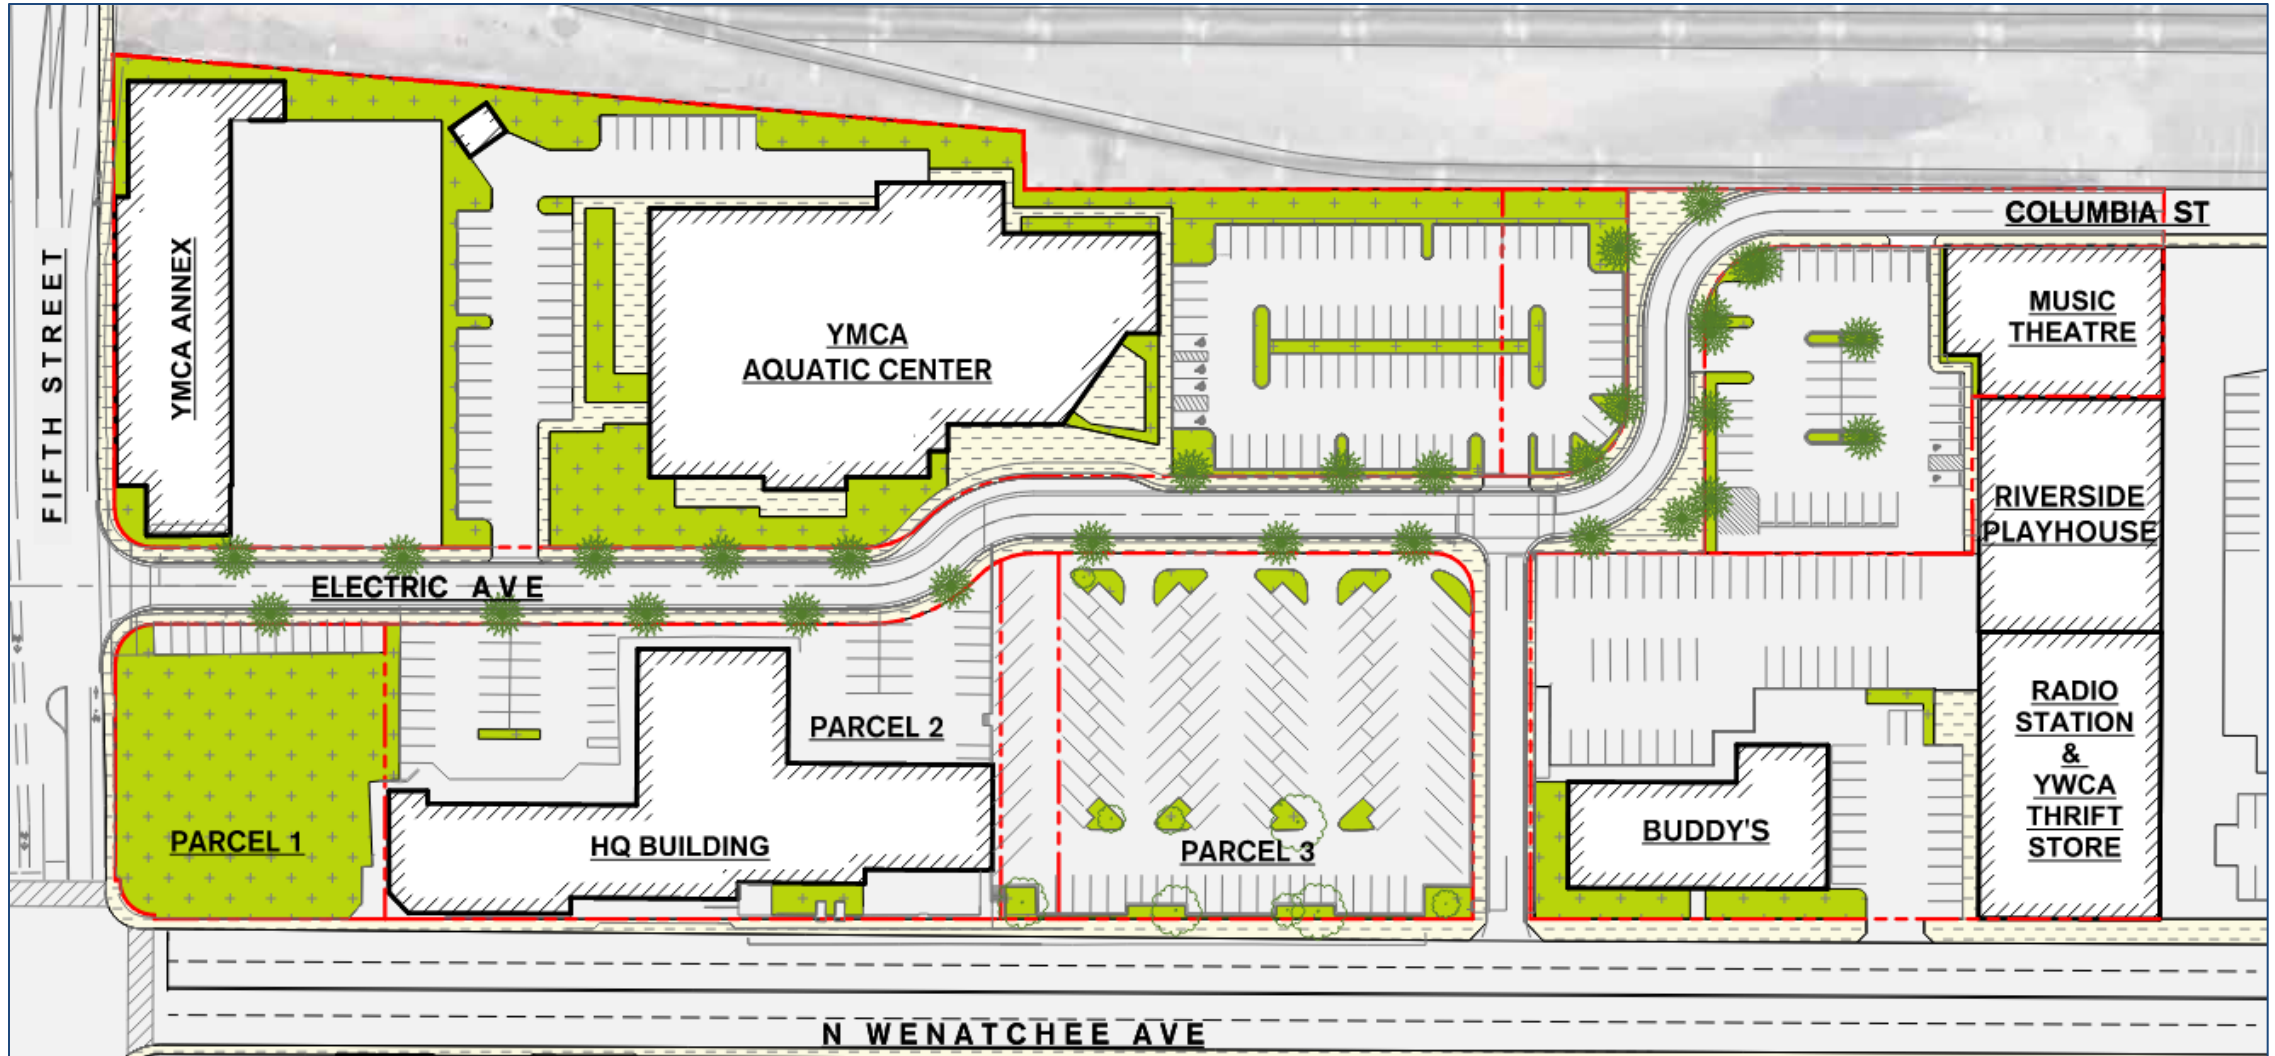 FIFTH STREET
YMCA ANNEX
YMCA
AQUATIC CENTER
COLUMBIA ST
MUSIC
THEATRE
RIVERSIDE
PLAYHOUSE
ELECTRIC AVE
PARCEL 1
HQ BUILDING
PARCEL 2
PARCEL 3
BUDDY'S
RADIO
STATION
&
YWCA
THRIFT
STORE
N WENATCHEE AVE